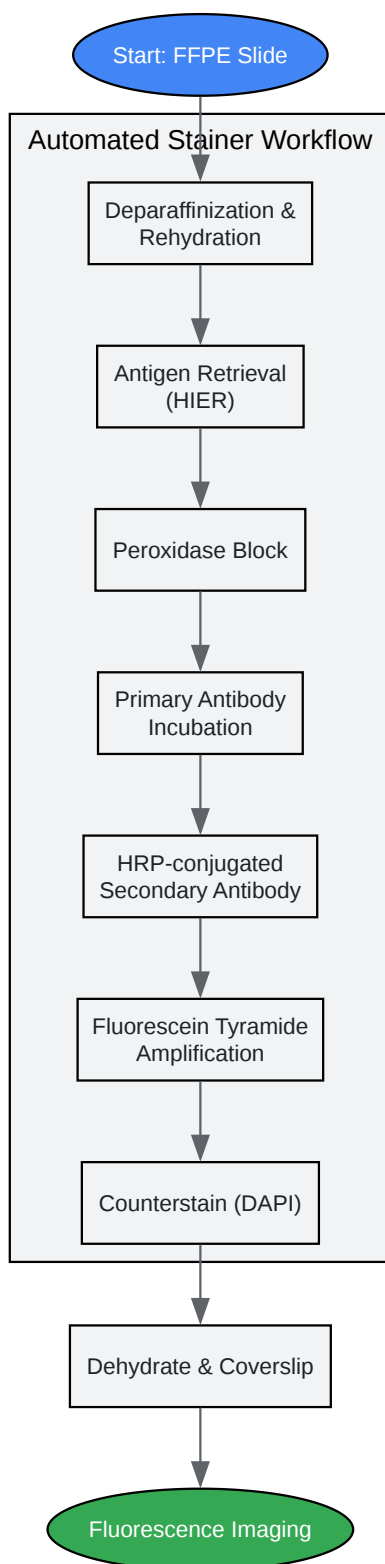 Start: FFPE Slide
Automated Stainer Workflow
Deparaffinization &
Rehydration
Antigen Retrieval
(HIER)
Peroxidase Block
Primary Antibody
Incubation
HRP-conjugated
Secondary Antibody
Fluorescein Tyramide
Amplification
Counterstain (DAPI)
Dehydrate & Coverslip
Fluorescence Imaging